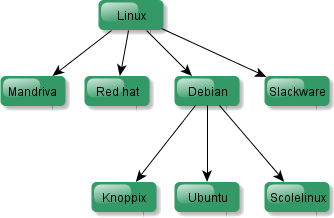 Linux
Mandriva
Red hat
Debian
Slackware
Knoppix
Ubuntu
Scolelinux